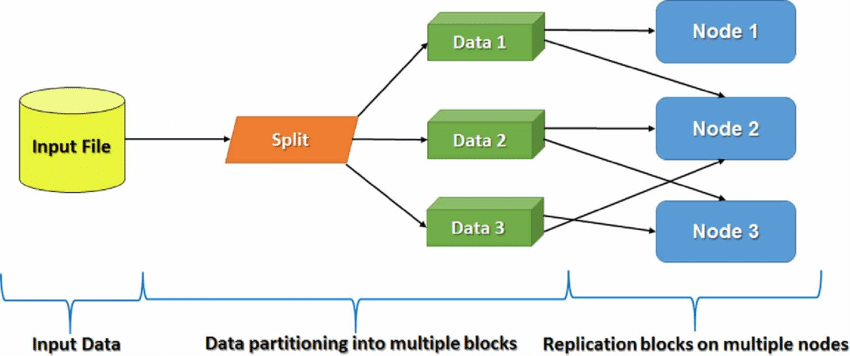 Input File
Split
Data 1
Data 2
Data 3
Node 1
Node 2
Node 3
Input Data
Data partitioning into multiple blocks
Replication blocks on multiple nodes